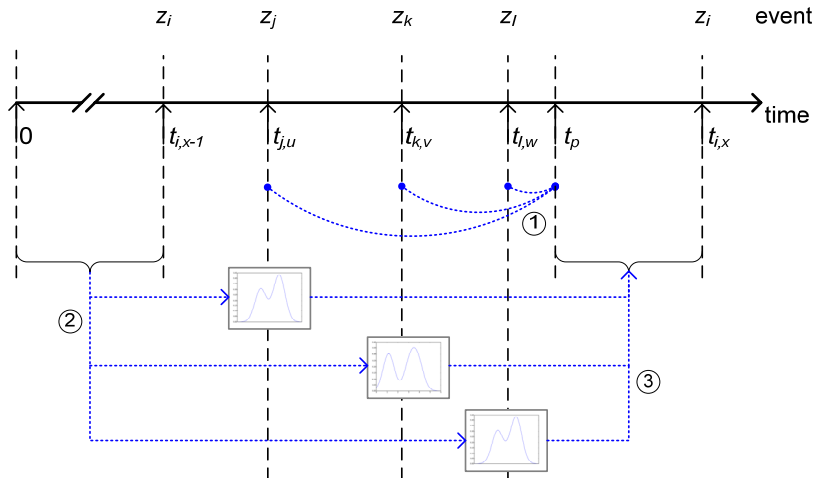 z_i z_j z_k z_l z_i event
time
0 t_{i,x-1} t_{j,u} t_{k,v} t_{l,w} t_p t_{i,x}
①
②
③